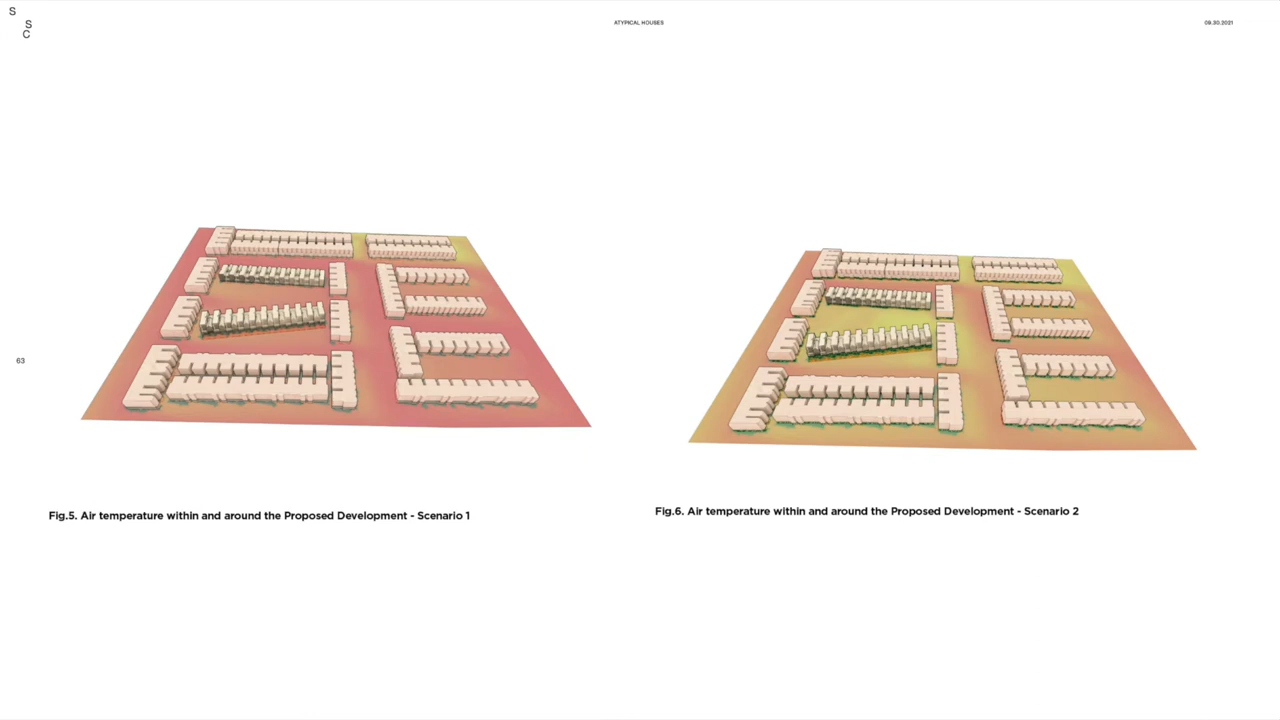 S
S
C
ATYPICAL HOUSES
09.30.2021
63
Fig.5. Air temperature within and around the Proposed Development - Scenario 1
Fig.6. Air temperature within and around the Proposed Development - Scenario 2